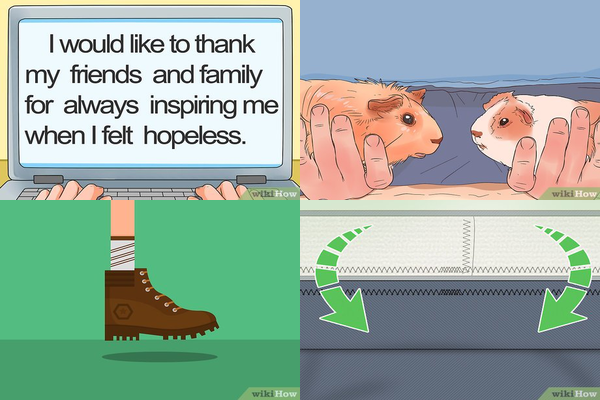 I would like to thank
my friends and family
for always inspiring me
when I felt hopeless.
wikiHow
wikiHow
wikiHow
wikiHow